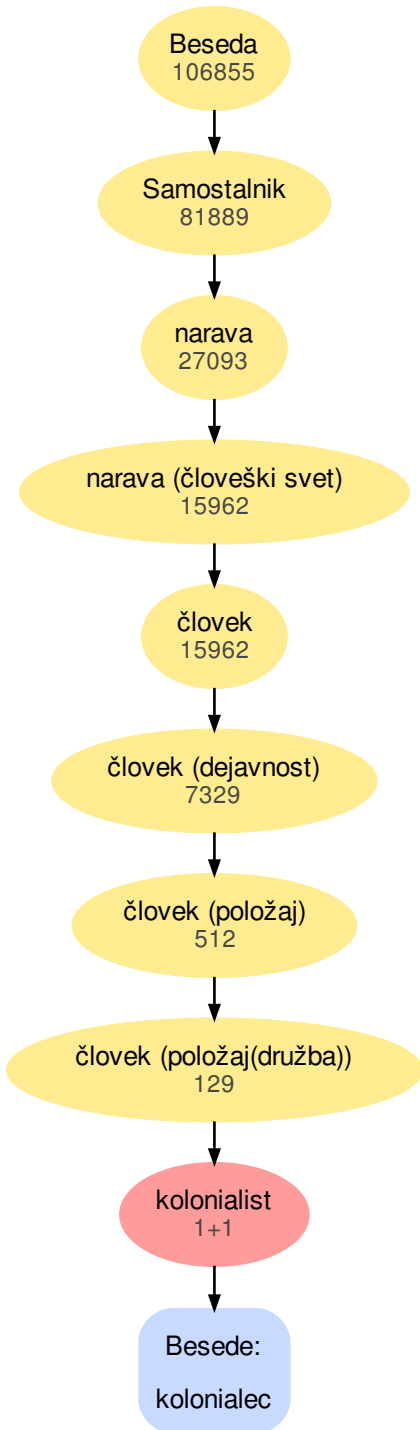 Beseda
106855
Samostalnik
81889
narava
27093
narava (človeški svet)
15962
človek
15962
človek (dejavnost)
7329
človek (položaj)
512
človek (položaj(družba))
129
kolonialist
1+1
Besede:
kolonialec